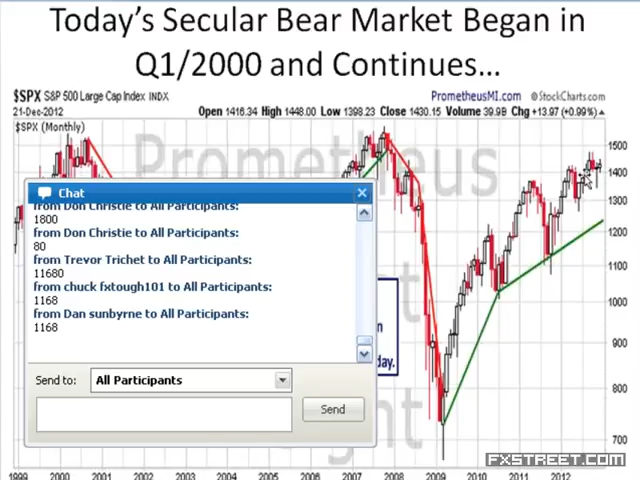 Today's Secular Bear Market Began in
Q1/2000 and Continues...
$SPX S&P 500 Large Cap Index INDX
PrometheusMI.com
©StockCharts.com
21-Dec-2012
Open 1416.34 High 1448.00 Low 1398.23 Close 1430.15 Volume 39.9B Chg +13.97 (+0.99%)
$SPX (Monthly)
Prometheus
1500
1400
1300
1200
1100
1000
900
800
700
Chat
from Don Christie to All Participants:
1800
from Don Christie to All Participants:
80
from Trevor Trichet to All Participants:
11680
from chuck fxtough101 to All Participants:
1168
from Dan sunbyrne to All Participants:
1168
Send to:
All Participants
Send
day.
FXSTREET.COM
1999 2000 2001 2002 2003 2004 2005 2006 2007 2008 2009 2010 2011 2012